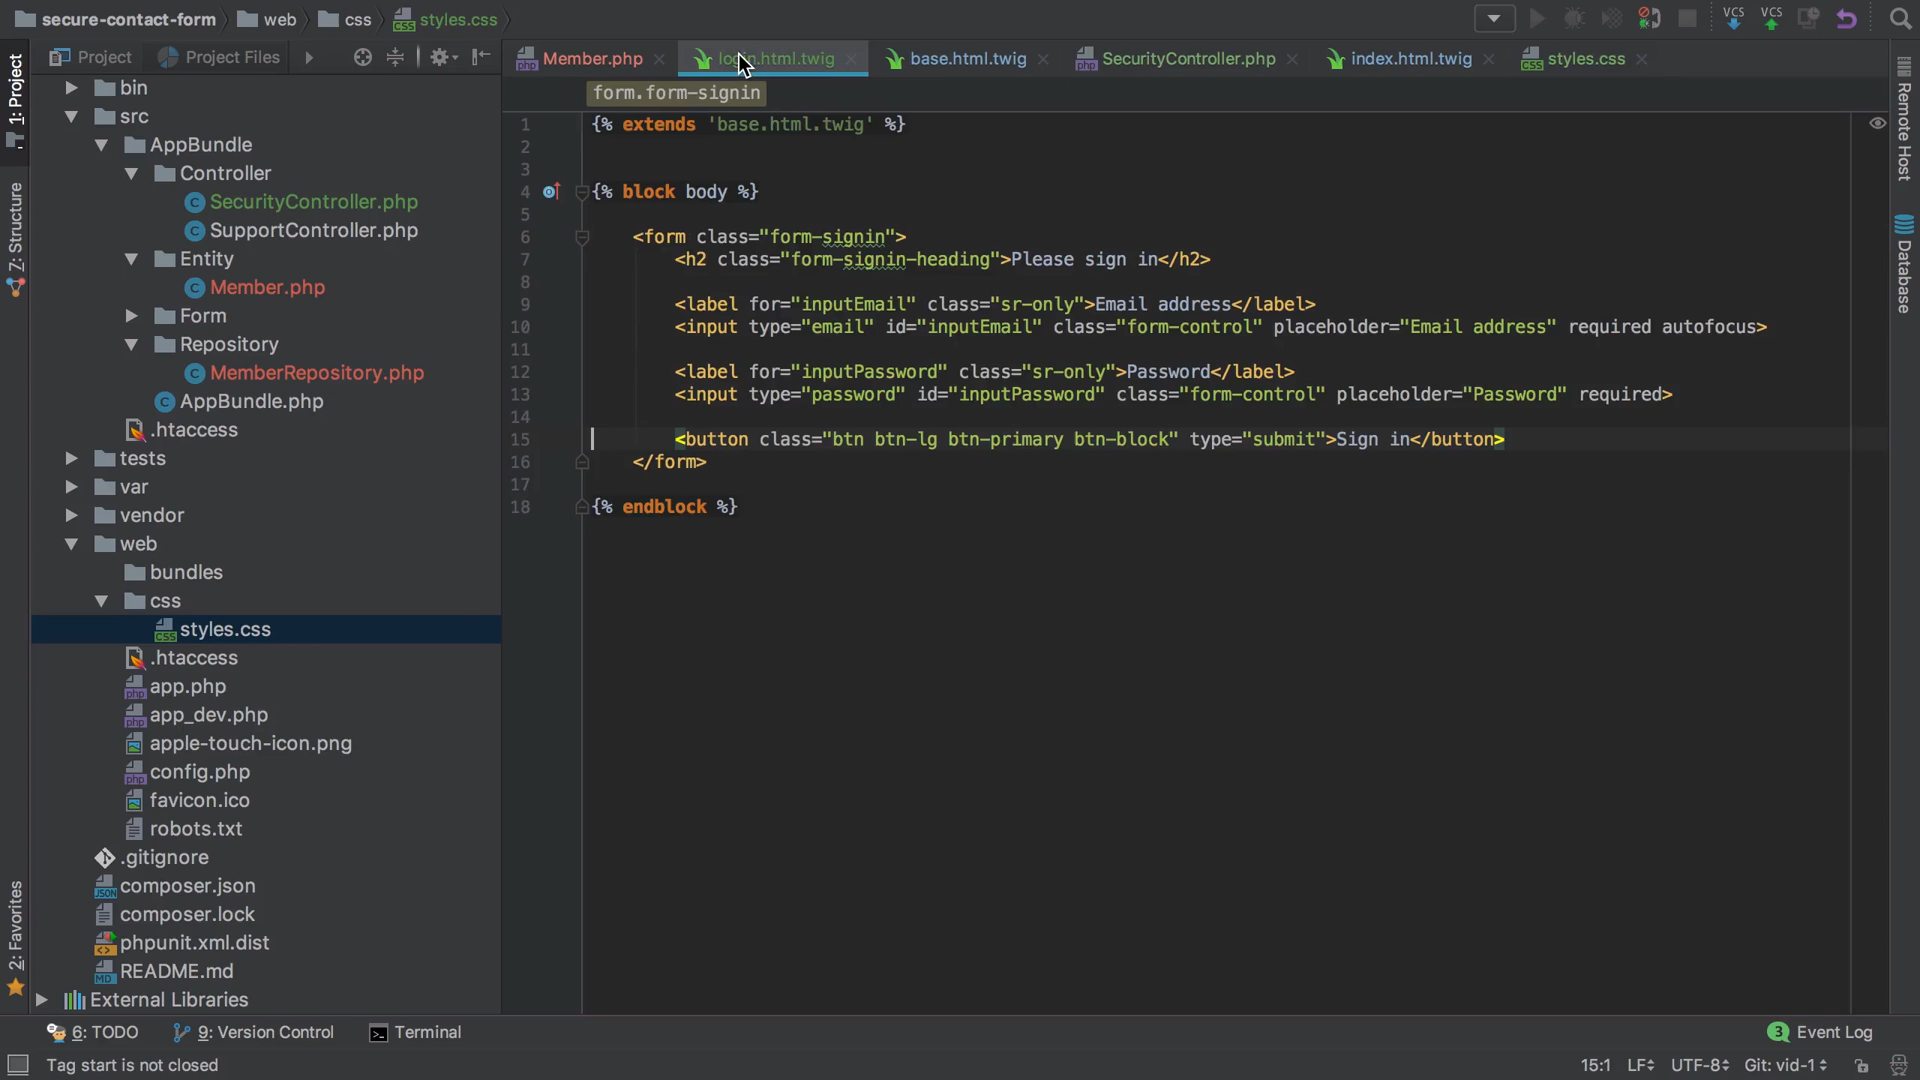 secure-contact-form web css styles.css
1: Project
Z: Structure
2: Favorites
Project Project Files
bin
src
AppBundle
Controller
SecurityController.php
SupportController.php
Entity
Member.php
Form
Repository
MemberRepository.php
AppBundle.php
.htaccess
tests
var
vendor
web
bundles
css
styles.css
.htaccess
app.php
app_dev.php
apple-touch-icon.png
config.php
favicon.ico
robots.txt
.gitignore
composer.json
composer.lock
phpunit.xml.dist
README.md
External Libraries
VCS VCS
Member.php login.html.twig base.html.twig SecurityController.php index.html.twig styles.css
form.form-signin
1 {% extends 'base.html.twig' %}
2
3
4 {% block body %}
5
6 <form class="form-signin">
7 <h2 class="form-signin-heading">Please sign in</h2>
8
9 <label for="inputEmail" class="sr-only">Email address</label>
10 <input type="email" id="inputEmail" class="form-control" placeholder="Email address" required autofocus>
11
12 <label for="inputPassword" class="sr-only">Password</label>
13 <input type="password" id="inputPassword" class="form-control" placeholder="Password" required>
14
15 <button class="btn btn-lg btn-primary btn-block" type="submit">Sign in</button>
16 </form>
17
18 {% endblock %}
Remote Host
Database
6: TODO 9: Version Control Terminal 3 Event Log
Tag start is not closed 15:1 LF UTF-8 Git: vid-1